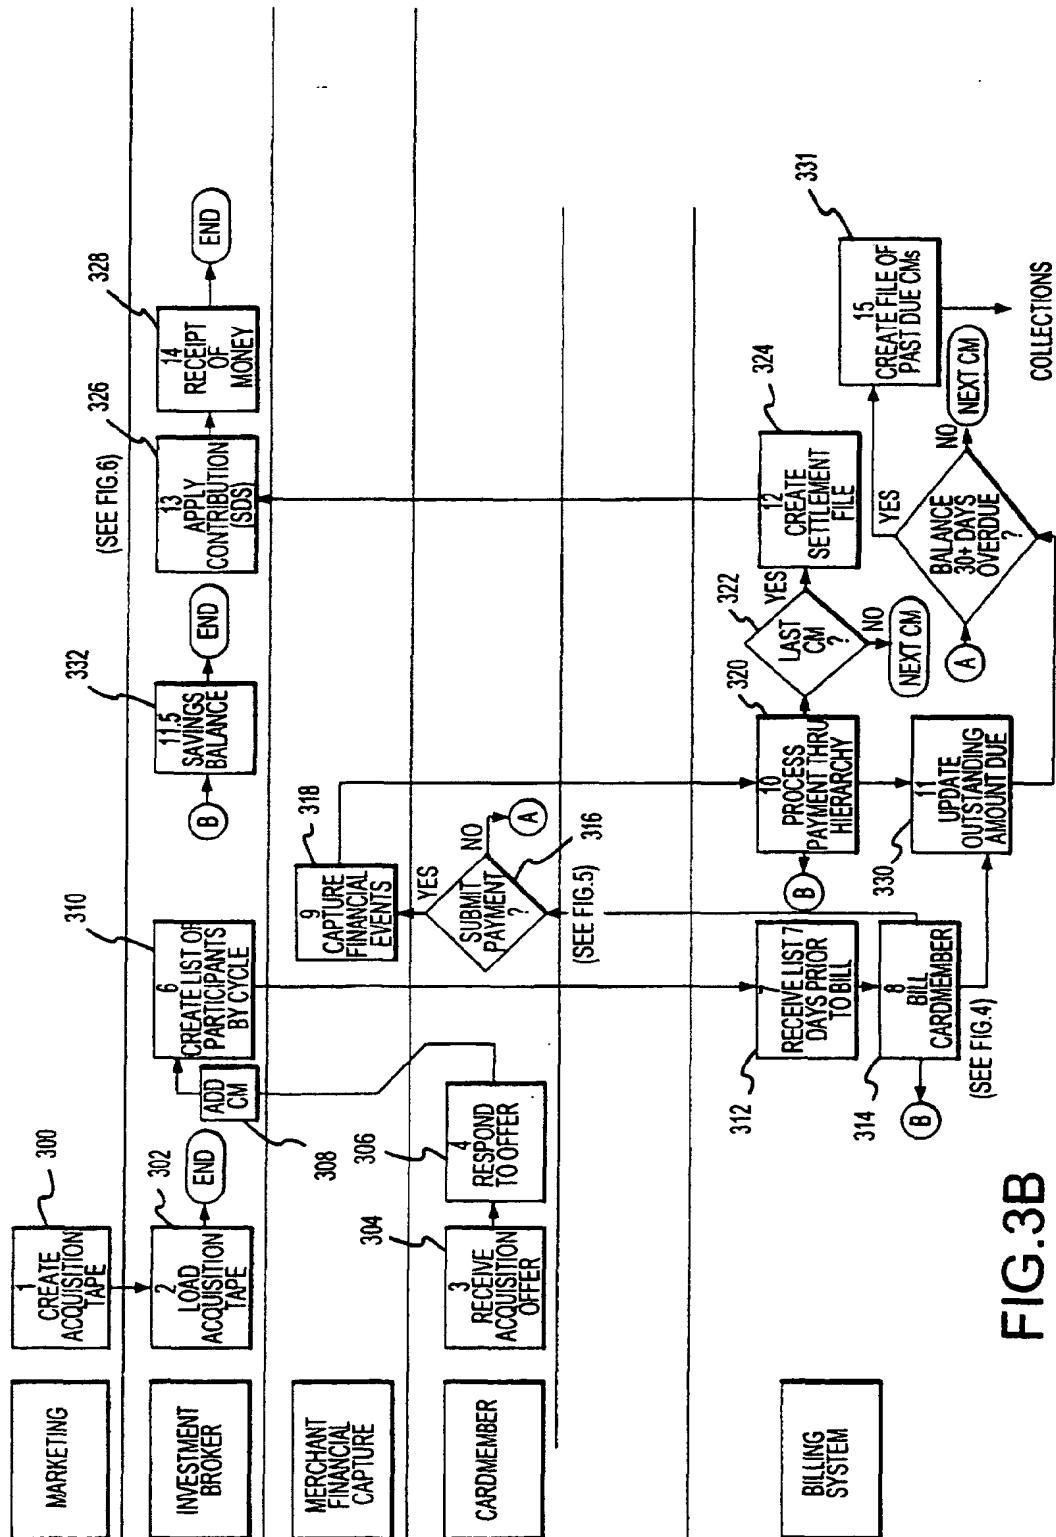 MARKETING
1
CREATE
ACQUISITION
TAPE
300
INVESTMENT
BROKER
2
LOAD
ACQUISITION
TAPE
302
END
ADD
CM
308
6
CREATE LIST OF
PARTICIPANTS
BY CYCLE
310
B
11.5
SAVINGS
BALANCE
332
END
(SEE FIG.6)
13
APPLY
CONTRIBUTION
(SDS)
326
14
RECEIPT
OF
MONEY
328
END
MERCHANT
FINANCIAL
CAPTURE
9
CAPTURE
FINANCIAL
EVENTS
318
CARDMEMBER
3
RECEIVE
ACQUISITION
OFFER
304
4
RESPOND
TO OFFER
306
SUBMIT
PAYMENT
?
YES
NO
A
316
(SEE FIG.5)
BILLING
SYSTEM
7
RECEIVE LIST 7
DAYS PRIOR
TO BILL
312
8
BILL
CARDMEMBER
314
B
(SEE FIG.4)
10
PROCESS
PAYMENT THRU
HIERARCHY
320
B
11
UPDATE
OUTSTANDING
AMOUNT DUE
330
LAST
CM
?
322
YES
NO
NEXT CM
12
CREATE
SETTLEMENT
FILE
324
A
BALANCE
30+ DAYS
OVERDUE
?
YES
NO
NEXT CM
15
CREATE FILE OF
PAST DUE CMs
331
COLLECTIONS
FIG.3B